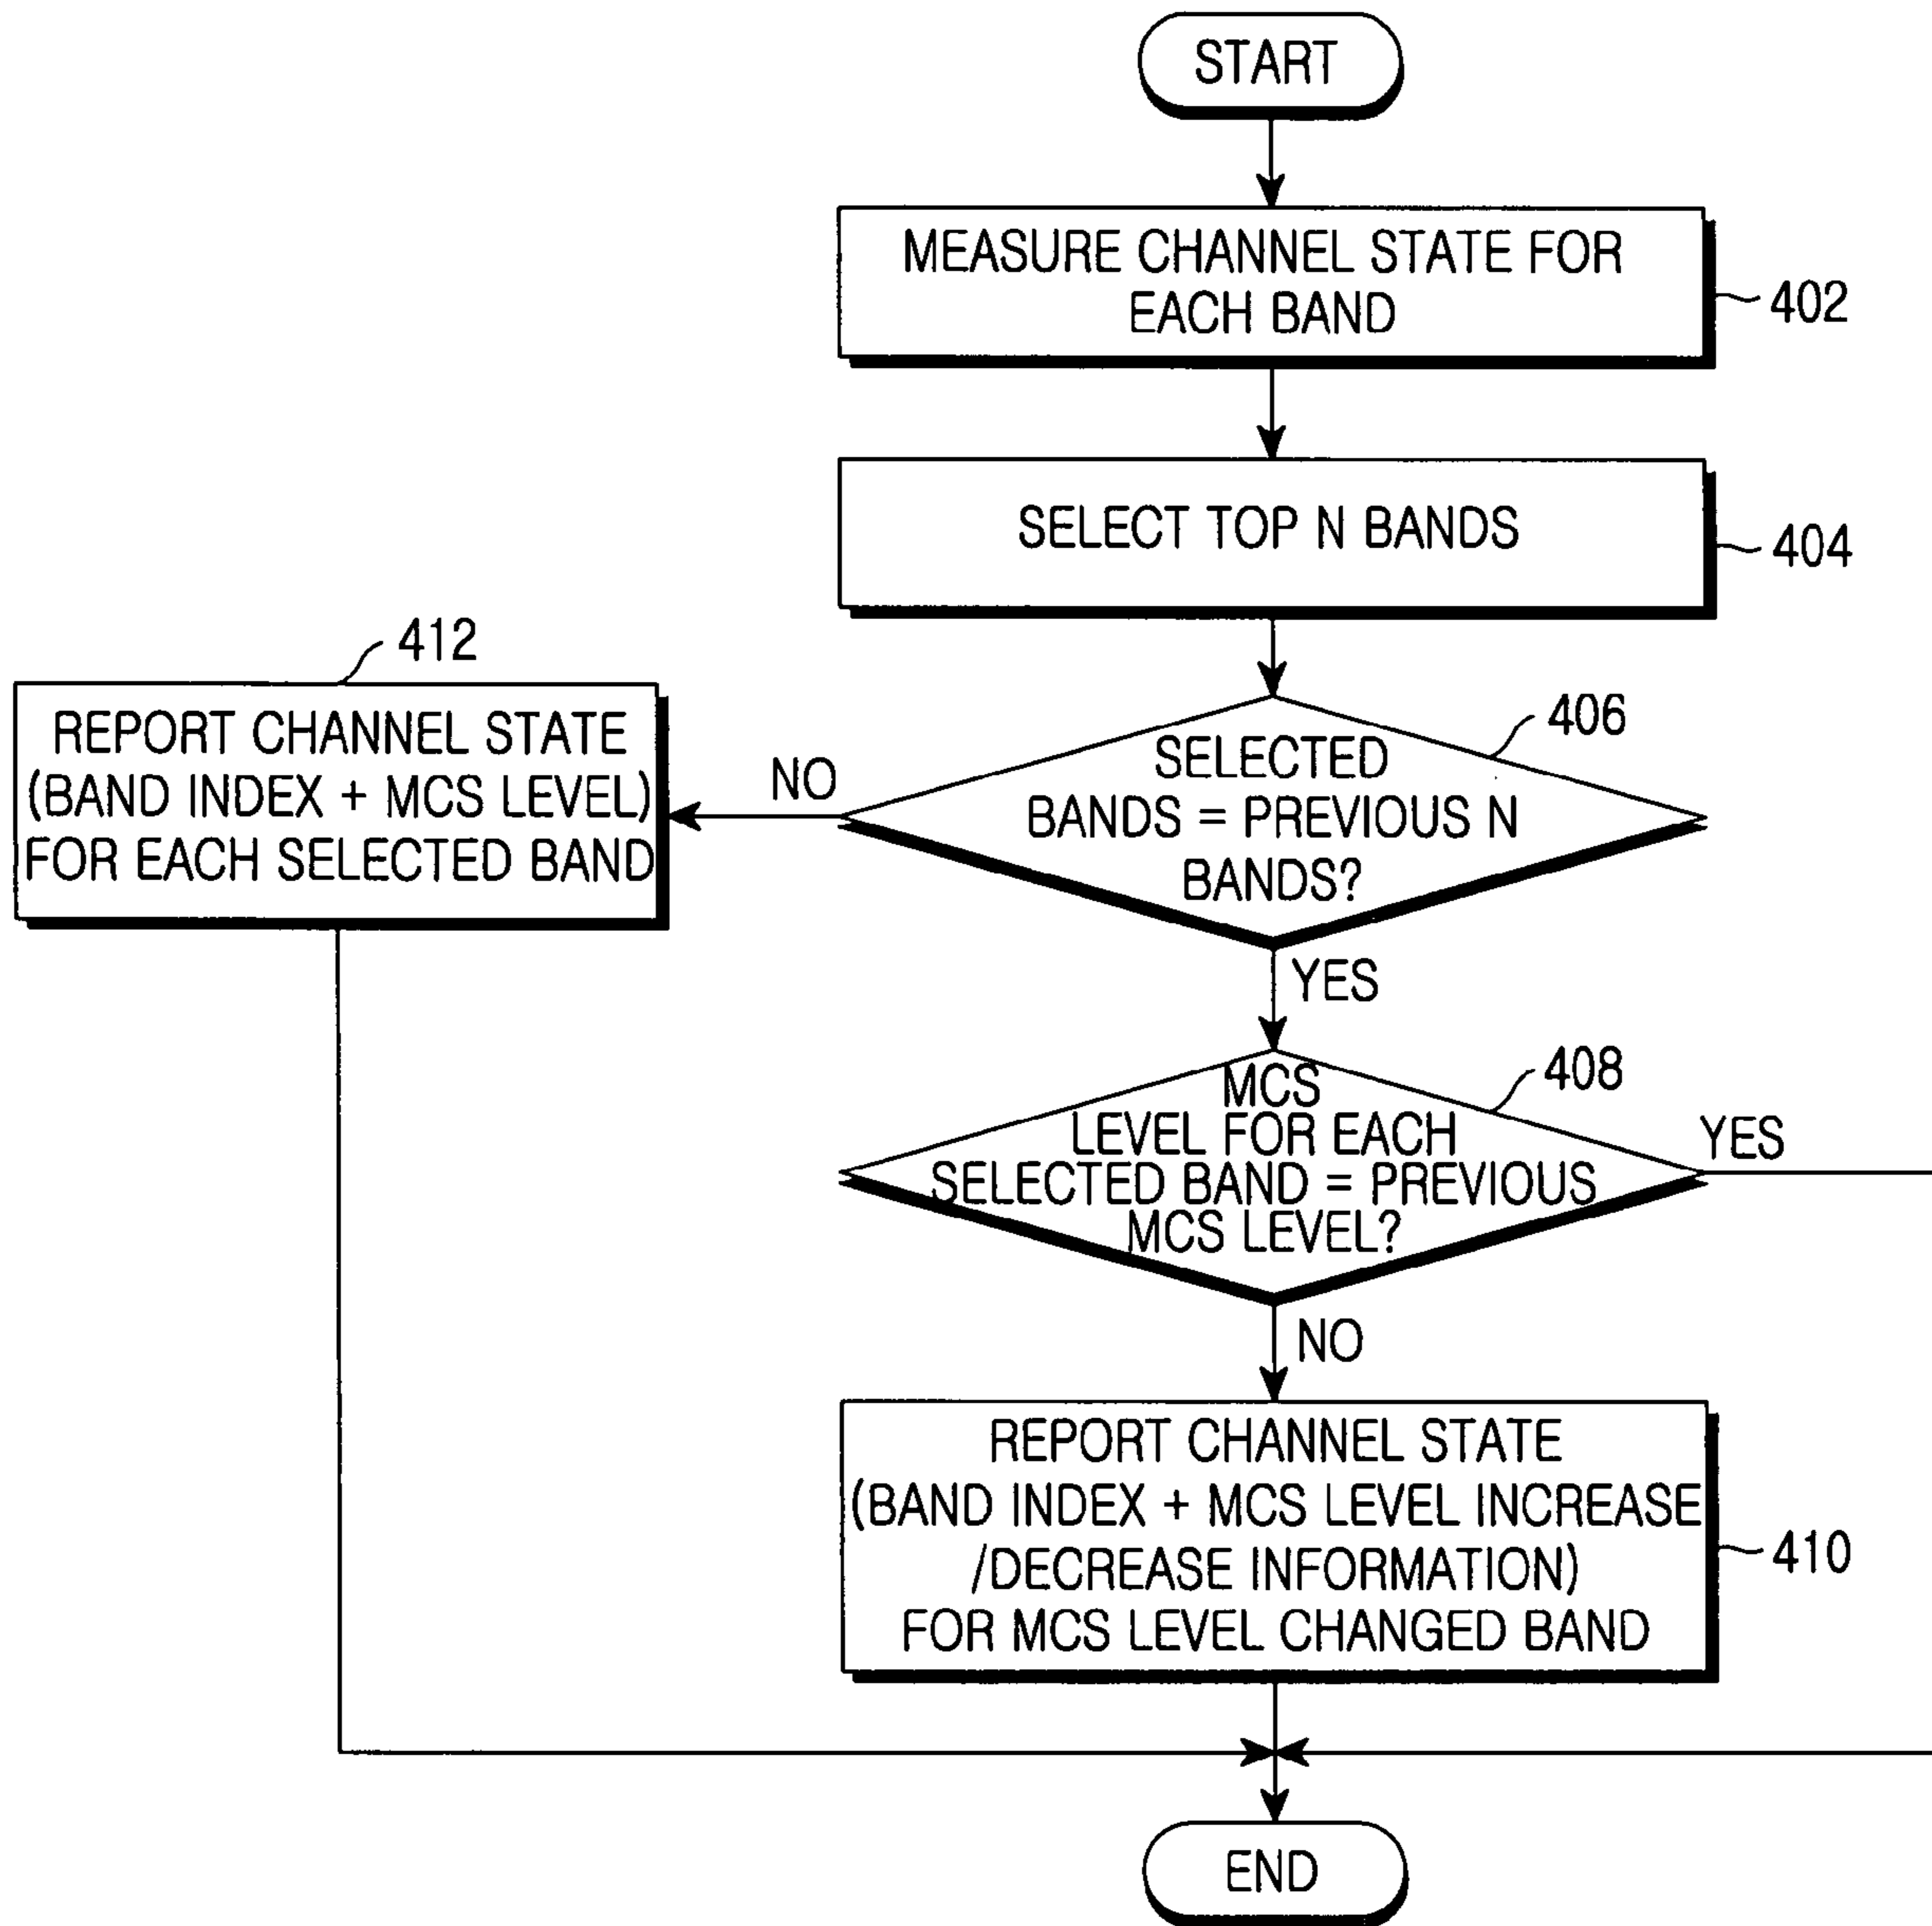 START
MEASURE CHANNEL STATE FOR
EACH BAND
402
SELECT TOP N BANDS
404
412
REPORT CHANNEL STATE
(BAND INDEX + MCS LEVEL)
FOR EACH SELECTED BAND
NO
406
SELECTED
BANDS = PREVIOUS N
BANDS?
YES
408
MCS
LEVEL FOR EACH
SELECTED BAND = PREVIOUS
MCS LEVEL?
YES
NO
REPORT CHANNEL STATE
(BAND INDEX + MCS LEVEL INCREASE
/DECREASE INFORMATION)
FOR MCS LEVEL CHANGED BAND
410
END